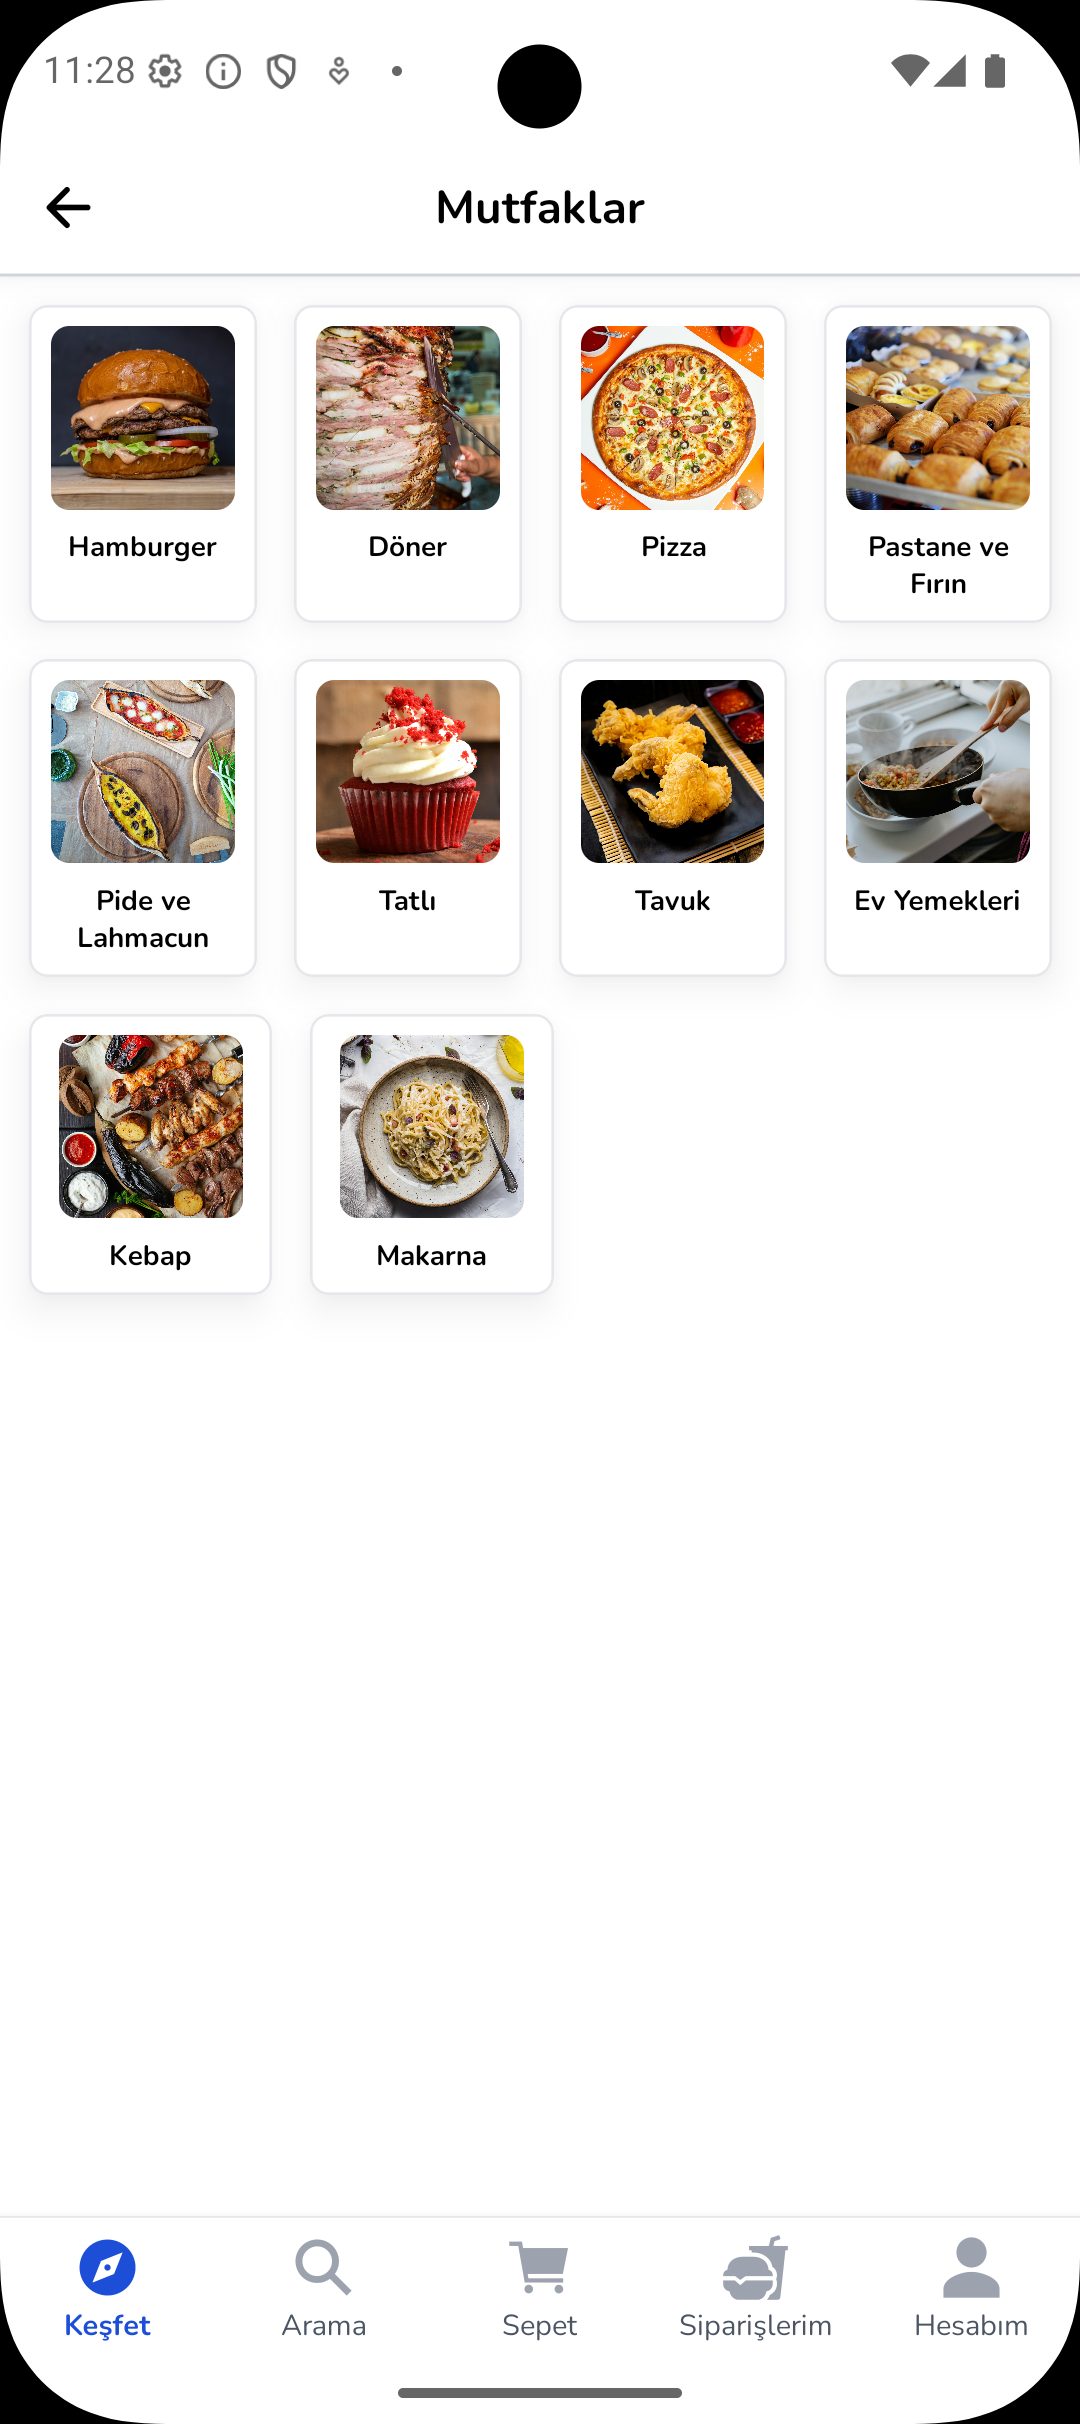 11:28
Mutfaklar
Hamburger
Döner
Pizza
Pastane ve
Fırın
Pide ve
Lahmacun
Tatlı
Tavuk
Ev Yemekleri
Kebap
Makarna
Keşfet
Arama
Sepet
Siparişlerim
Hesabım